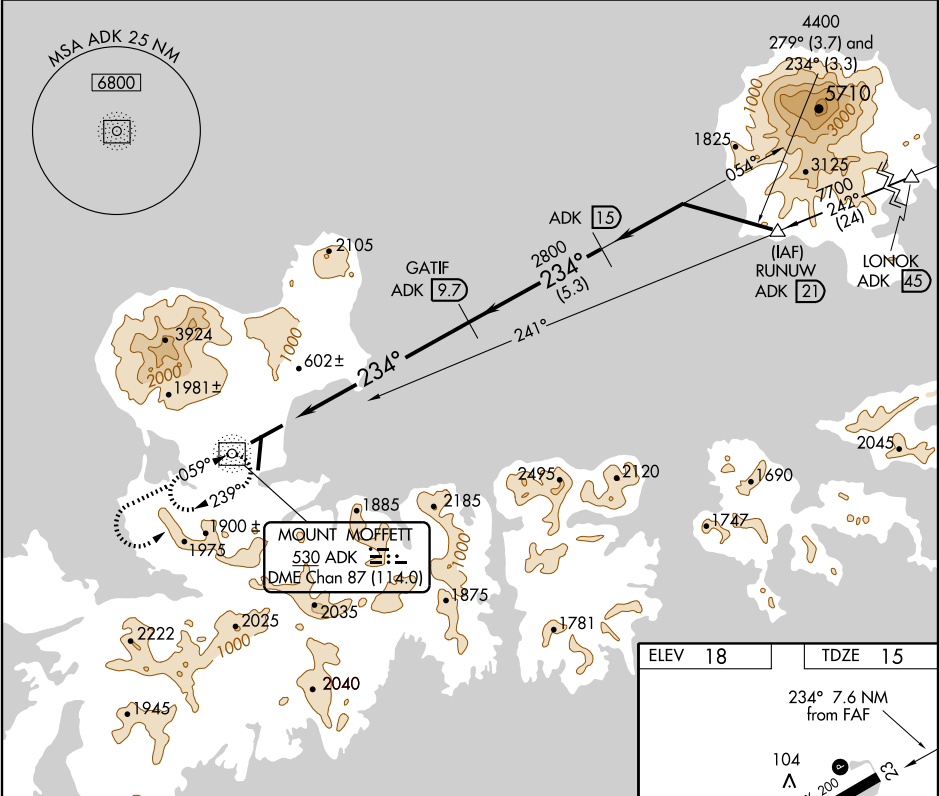 MSA ADK 25 NM
6800
4400
279° (3.7) and
234° (3.3)
1000
5710
3000
1825
3125
054°
7700
242°
(24)
ADK 15
(IAF)
RUNUW
ADK 21
LONOK
ADK 45
2800
234°
(5.3)
GATIF
ADK 9.7
241°
2105
3924
2000
1981±
1000
602±
234°
059°
239°
2045
2495
2120
1690
1747
1885
2185
1000
1900 ±
1975
MOUNT MOFFETT
530 ADK
DME Chan 87 (114.0)
1875
2035
2025
2222
1000
1781
2040
1945
ELEV 18
TDZE 15
234° 7.6 NM
from FAF
104
P
23
200